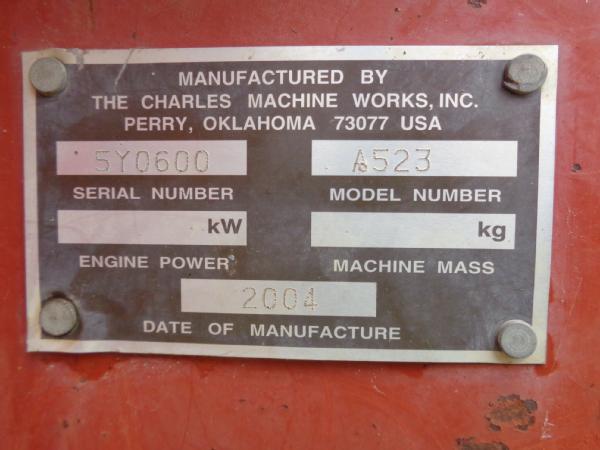 MANUFACTURED BY
THE CHARLES MACHINE WORKS, INC.
PERRY, OKLAHOMA 73077 USA
5Y0600 A523
SERIAL NUMBER MODEL NUMBER
kW kg
ENGINE POWER MACHINE MASS
2004
DATE OF MANUFACTURE